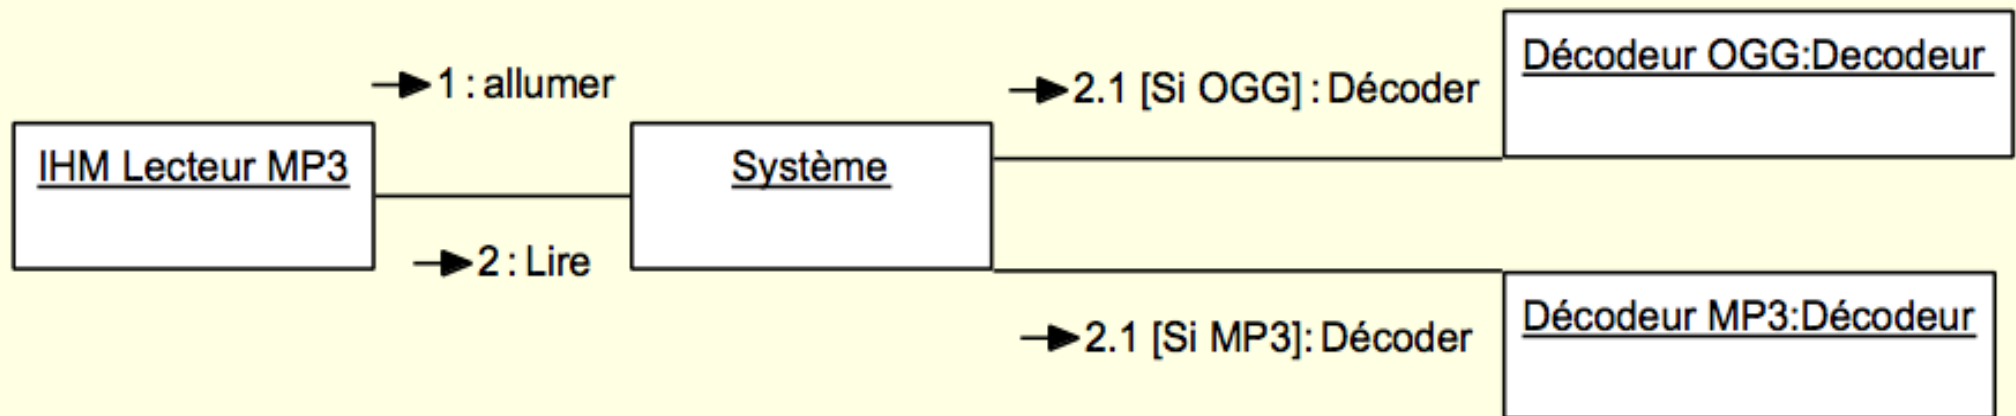 1 : allumer
IHM Lecteur MP3
2 : Lire
Système
2.1 [Si OGG] : Décoder
Décodeur OGG:Decodeur
2.1 [Si MP3]: Décoder
Décodeur MP3:Décodeur